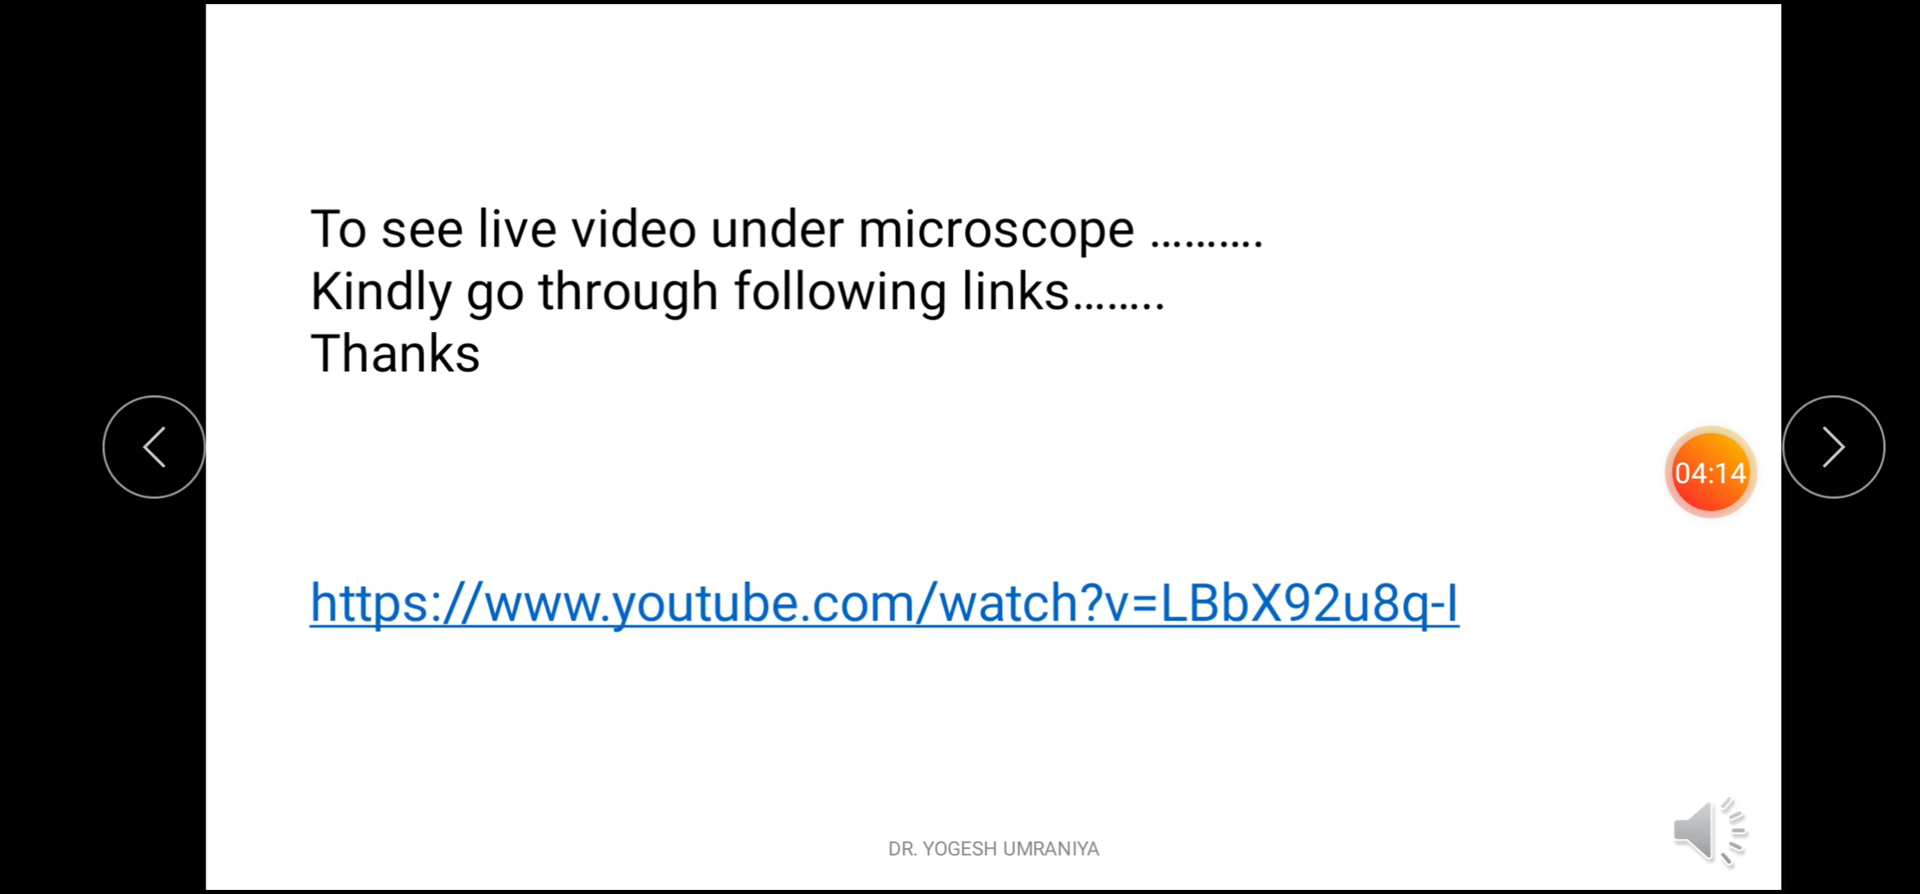 To see live video under microscope ..........
Kindly go through following links........
Thanks
04:14
https://www.youtube.com/watch?v=LBbX92u8q-I
DR. YOGESH UMRANIYA